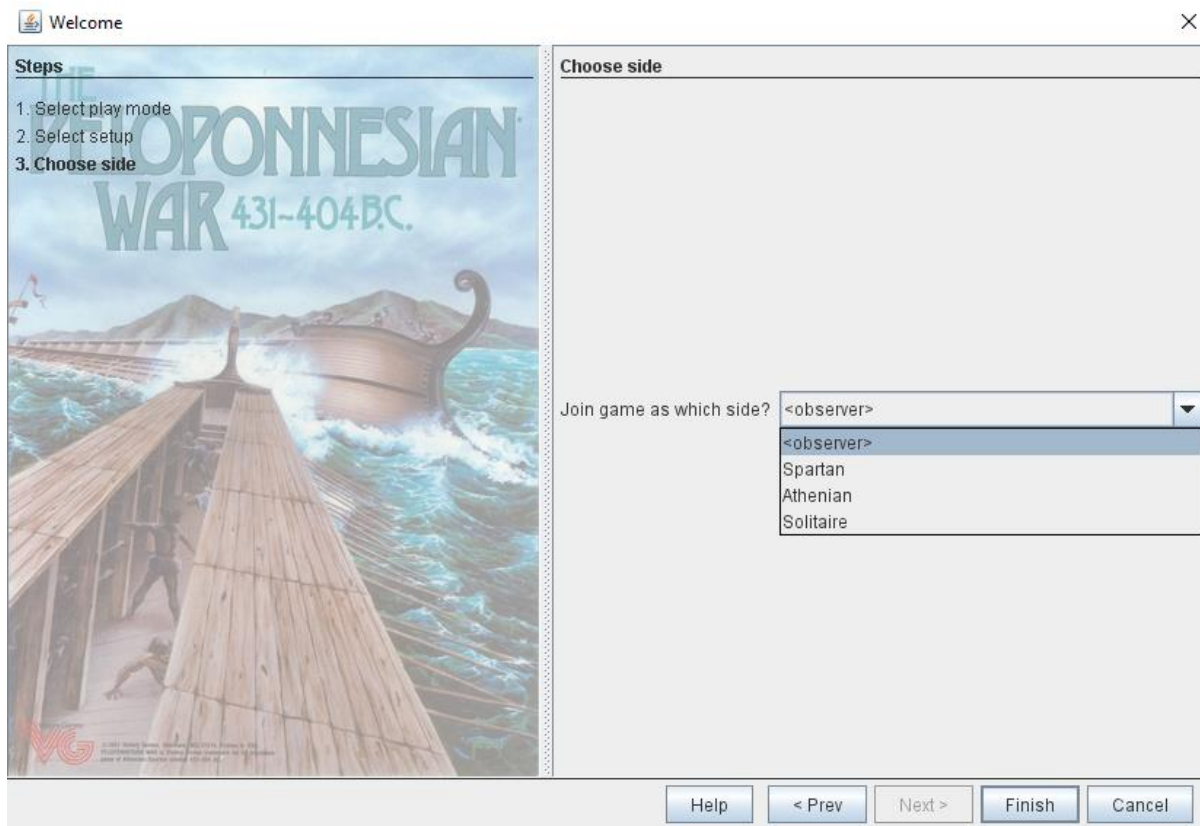 Welcome
Steps
1. Select play mode
2. Select setup
3. Choose side
THE
PELOPONNESIAN
WAR 431-404 B.C.
VG
Choose side
Join game as which side? <observer>
<observer>
Spartan
Athenian
Solitaire
Help
< Prev
Next >
Finish
Cancel